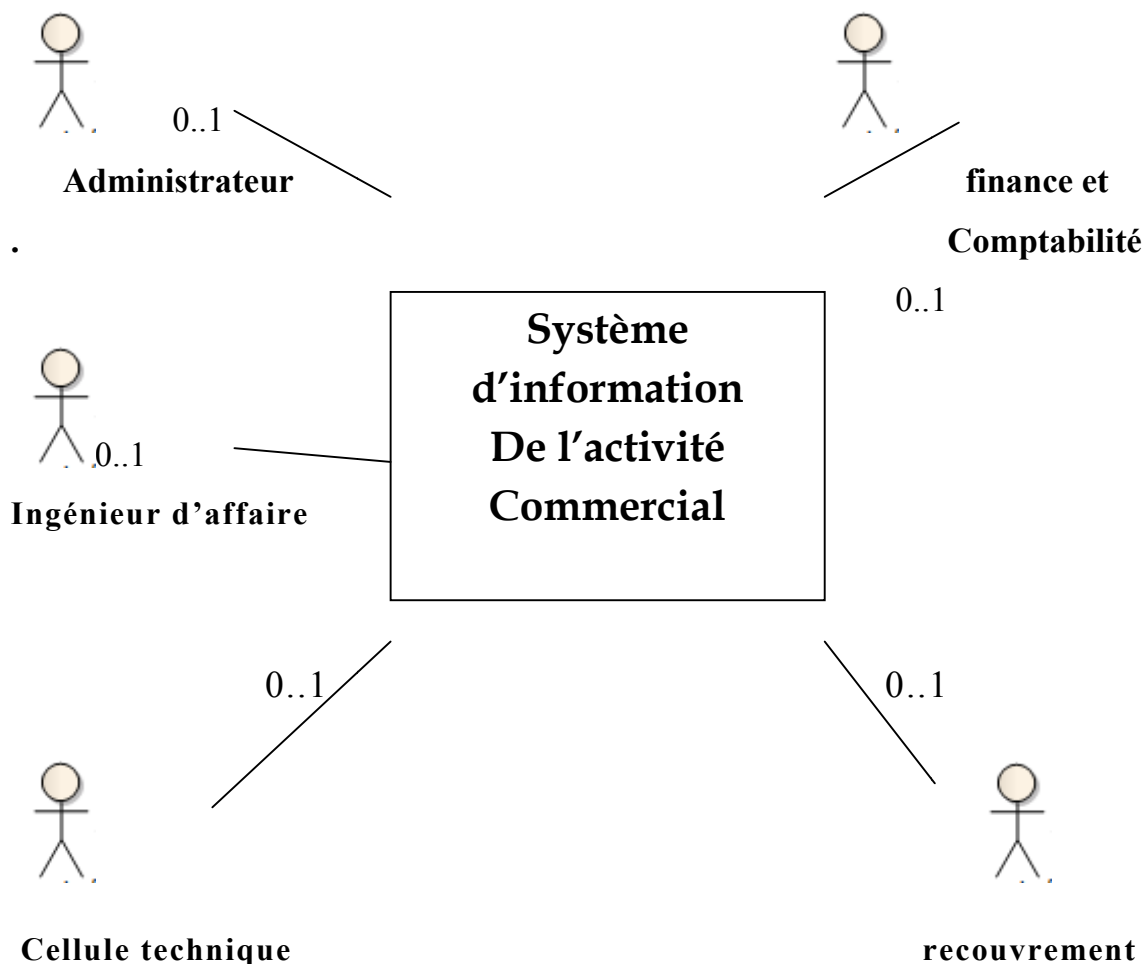 0..1
Administrateur
.
finance et
Comptabilité
0..1
Système
d’information
De l’activité
Commercial
0..1
Ingénieur d’affaire
0..1
0..1
Cellule technique
recouvrement